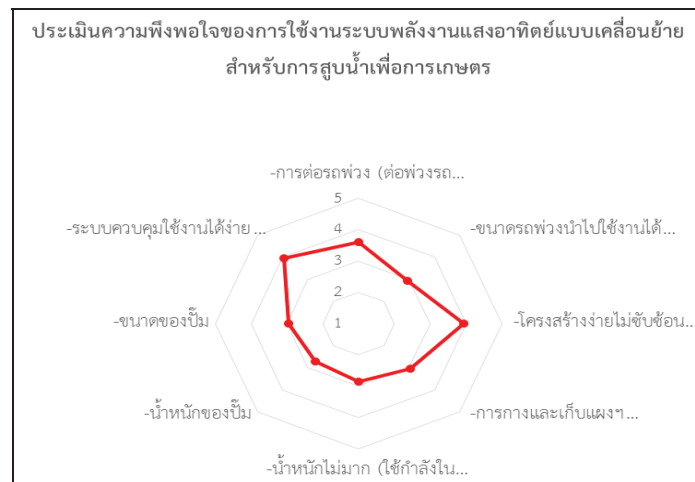 ประเมินความพึงพอใจของการใช้งานระบบพลังงานแสงอาทิตย์แบบเคลื่อนย้าย
สำหรับการสูบน้ำเพื่อการเกษตร
-การต่อรถพ่วง (ต่อพ่วงรถ...
5
-ระบบควบคุมใช้งานได้ง่าย...
-ขนาดรถพ่วงนำไปใช้งานได้...
4
3
2
-ขนาดของปั๊ม
1
-โครงสร้างง่ายไม่ซับซ้อน...
-น้ำหนักของปั๊ม
-การกางและเก็บแผงฯ...
-น้ำหนักไม่มาก (ใช้กำลังใน...